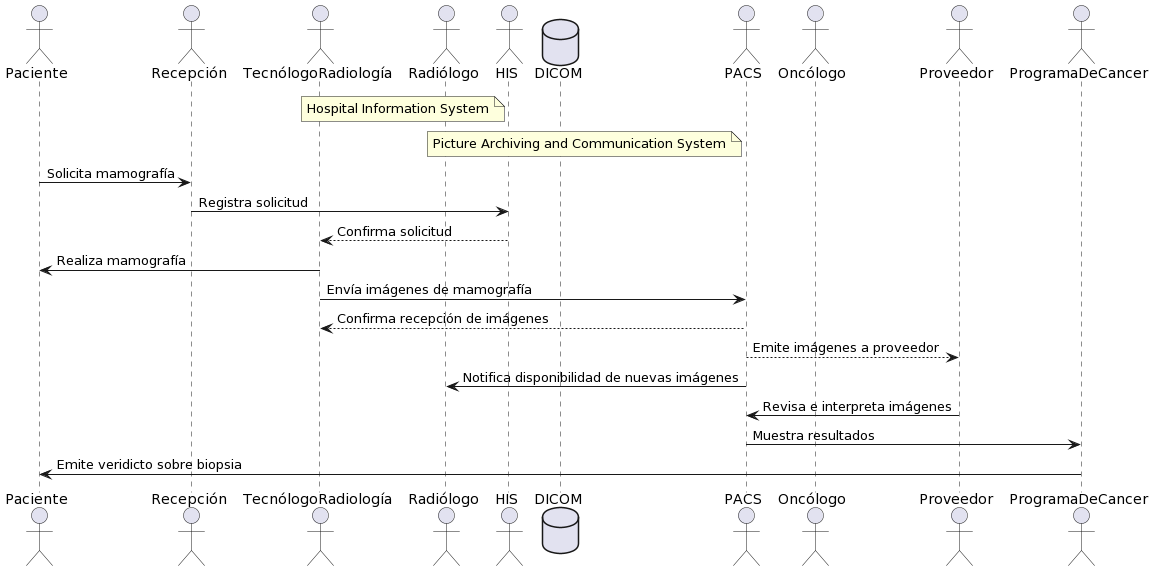 Paciente Recepción TecnólogoRadiología Radiólogo HIS DICOM PACS Oncólogo Proveedor ProgramaDeCancer
Hospital Information System
Picture Archiving and Communication System
Solicita mamografía
Registra solicitud
Confirma solicitud
Realiza mamografía
Envía imágenes de mamografía
Confirma recepción de imágenes
Emite imágenes a proveedor
Notifica disponibilidad de nuevas imágenes
Revisa e interpreta imágenes
Muestra resultados
Emite veridicto sobre biopsia
Paciente Recepción TecnólogoRadiología Radiólogo HIS DICOM PACS Oncólogo Proveedor ProgramaDeCancer